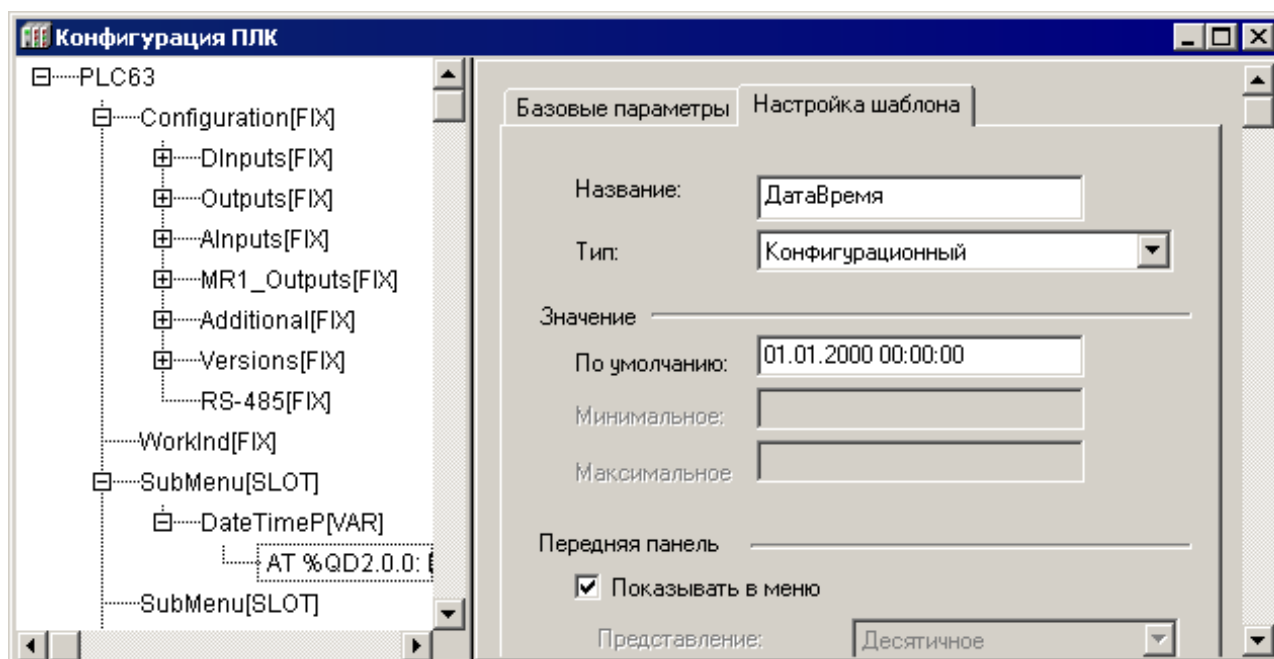 Конфигурация ПЛК
PLC63
Configuration[FIX]
DInputs[FIX]
Outputs[FIX]
AInputs[FIX]
MR1_Outputs[FIX]
Additional[FIX]
Versions[FIX]
RS-485[FIX]
WorkInd[FIX]
SubMenu[SLOT]
DateTimeP[VAR]
AT %QD2.0.0:
SubMenu[SLOT]
Базовые параметры Настройка шаблона
Название: ДатаВремя
Тип: Конфигурационный
Значение
По умолчанию: 01.01.2000 00:00:00
Минимальное:
Максимальное
Передняя панель
Показывать в меню
Представление: Десятичное